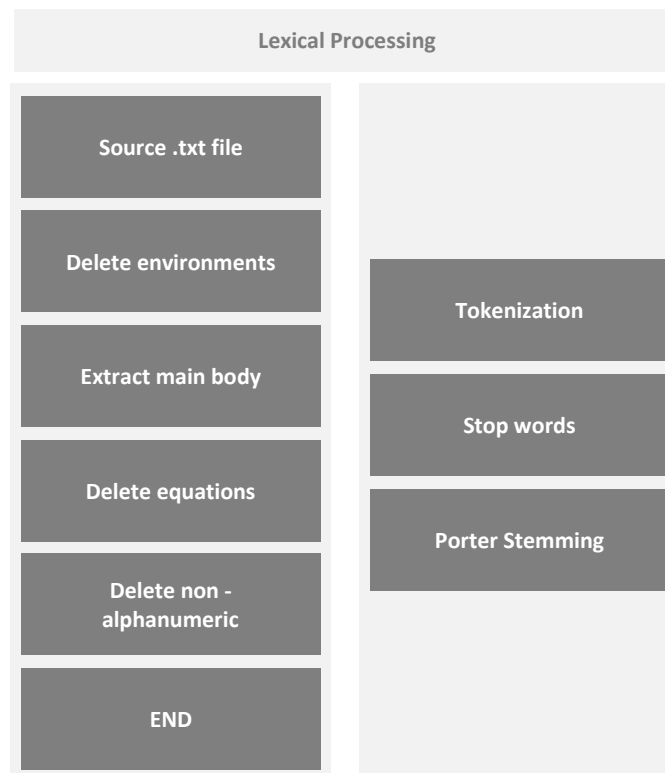 Lexical Processing
Source .txt file
Delete environments
Extract main body
Delete equations
Delete non -
alphanumeric
END
Tokenization
Stop words
Porter Stemming